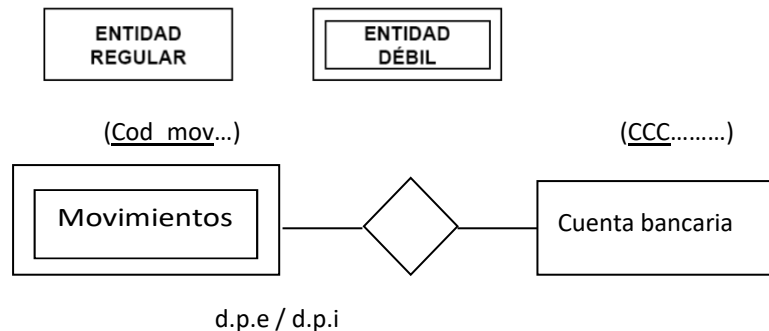 ENTIDAD
REGULAR
ENTIDAD
DÉBIL
(Cod mov…)
(CCC………)
Movimientos
Cuenta bancaria
d.p.e / d.p.i